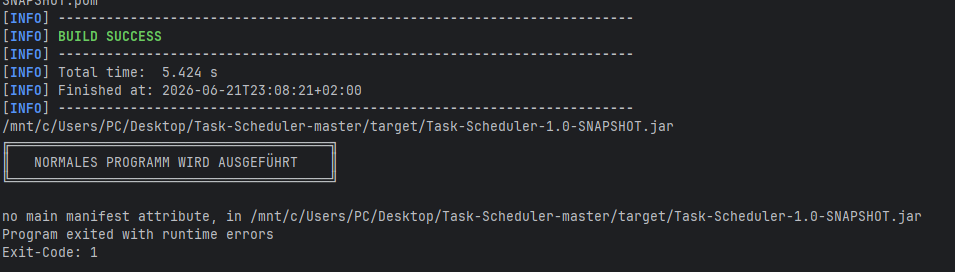 SNAPSHOT.pom
[INFO] ------------------------------------------------------------------------
[INFO] BUILD SUCCESS
[INFO] ------------------------------------------------------------------------
[INFO] Total time:  5.424 s
[INFO] Finished at: 2026-06-21T23:08:21+02:00
[INFO] ------------------------------------------------------------------------
/mnt/c/Users/PC/Desktop/Task-Scheduler-master/target/Task-Scheduler-1.0-SNAPSHOT.jar
NORMALES PROGRAMM WIRD AUSGEFÜHRT
no main manifest attribute, in /mnt/c/Users/PC/Desktop/Task-Scheduler-master/target/Task-Scheduler-1.0-SNAPSHOT.jar
Program exited with runtime errors
Exit-Code: 1